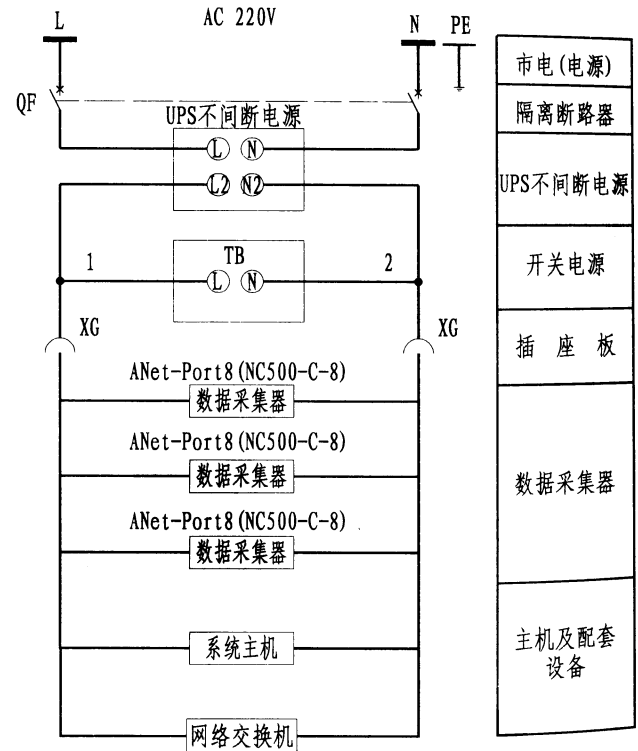 L
AC 220V
N
PE
QF
UPS不间断电源
L N
L2 N2
1
TB
2
L N
XG
XG
ANet-Port8(NC500-C-8)
数据采集器
ANet-Port8(NC500-C-8)
数据采集器
ANet-Port8(NC500-C-8)
数据采集器
系统主机
网络交换机
市电(电源)
隔离断路器
UPS不间断电源
开关电源
插 座 板
数据采集器
主机及配套
设备